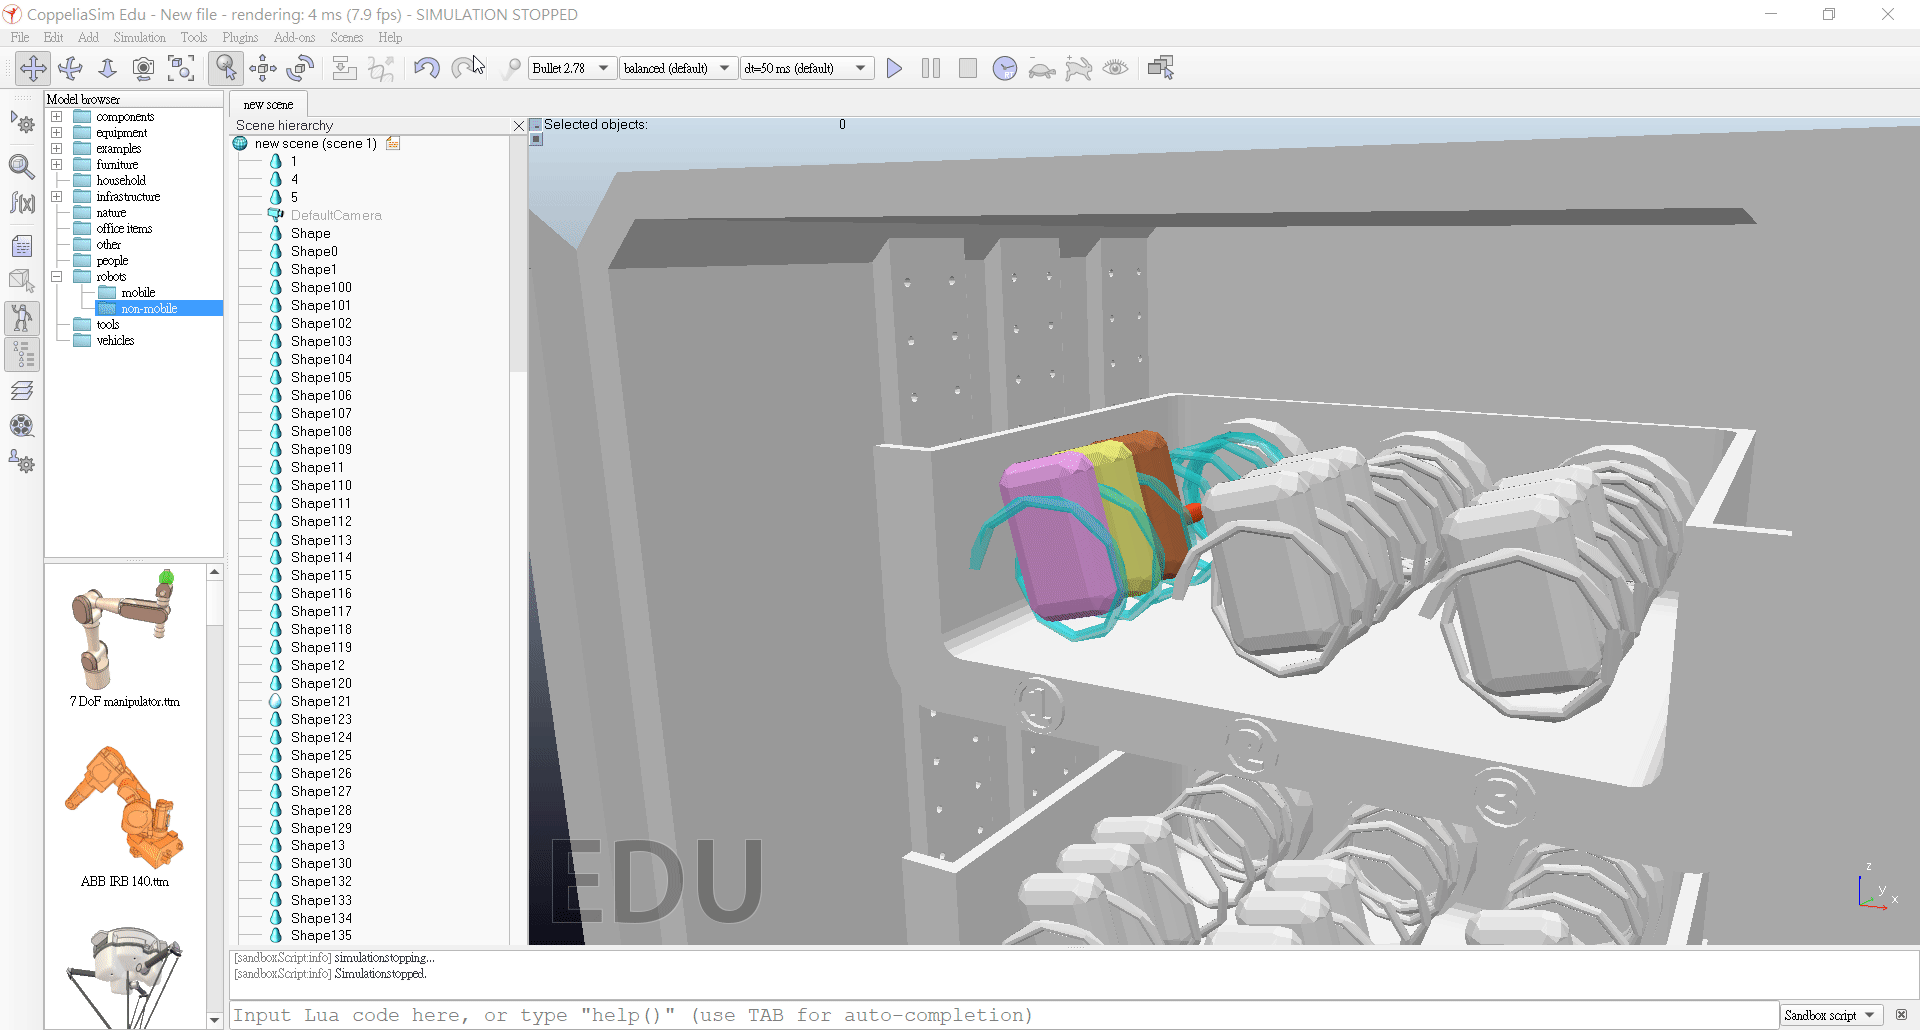 CoppeliaSim Edu - New file - rendering: 4 ms (7.9 fps) - SIMULATION STOPPED
File Edit Add Simulation Tools Plugins Add-ons Scenes Help
Bullet 2.78 balanced (default) dt=50 ms (default) RT
Model browser
components
equipment
examples
furniture
household
infrastructure
nature
office items
other
people
robots
mobile
non-mobile
tools
vehicles
7 DoF manipulator.ttm
ABB IRB 140.ttm
new scene
Scene hierarchy
new scene (scene 1)
1
4
5
DefaultCamera
Shape
Shape0
Shape1
Shape100
Shape101
Shape102
Shape103
Shape104
Shape105
Shape106
Shape107
Shape108
Shape109
Shape11
Shape110
Shape111
Shape112
Shape113
Shape114
Shape115
Shape116
Shape117
Shape118
Shape119
Shape12
Shape120
Shape121
Shape123
Shape124
Shape125
Shape126
Shape127
Shape128
Shape129
Shape13
Shape130
Shape132
Shape133
Shape134
Shape135
Selected objects: 0
1
2
3
EDU
z
y
x
[sandboxScript:info] simulationstopping...
[sandboxScript:info] Simulationstopped.
Input Lua code here, or type "help()" (use TAB for auto-completion)
Sandbox script